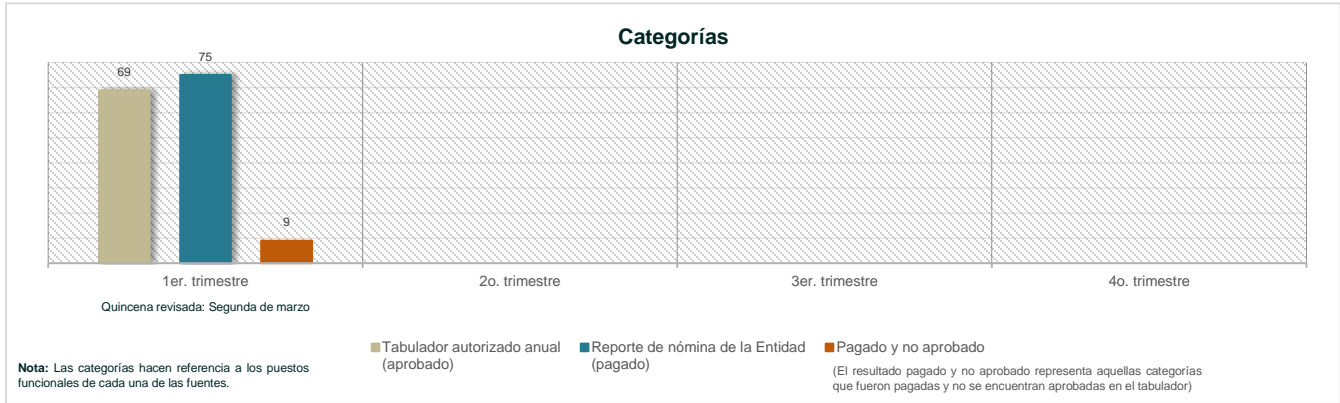 Categorías
69
75
9
1er. trimestre
2o. trimestre
3er. trimestre
4o. trimestre
Quincena revisada: Segunda de marzo
Tabulador autorizado anual
(aprobado)
Reporte de nómina de la Entidad
(pagado)
Pagado y no aprobado
(El resultado pagado y no aprobado representa aquellas categorías
que fueron pagadas y no se encuentran aprobadas en el tabulador)
Nota: Las categorías hacen referencia a los puestos
funcionales de cada una de las fuentes.